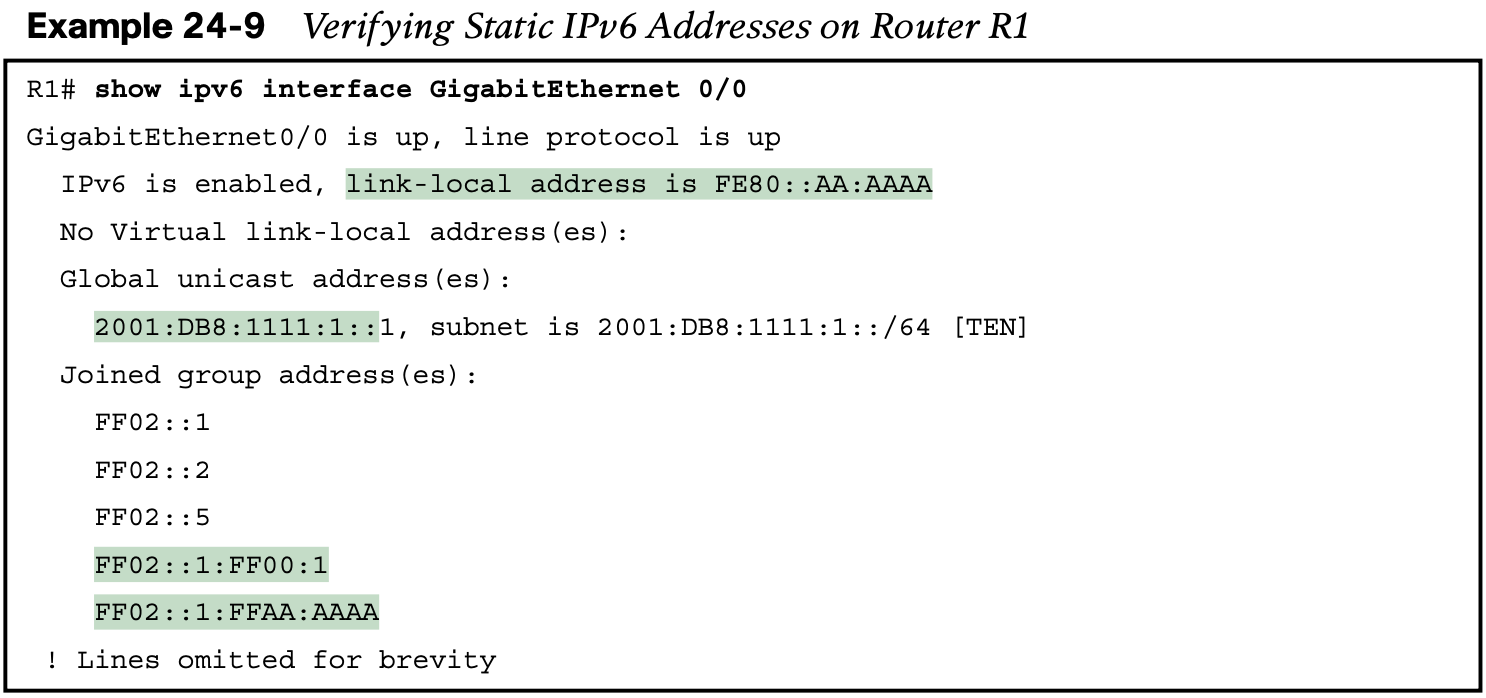 Example 24-9 Verifying Static IPv6 Addresses on Router R1
R1# show ipv6 interface GigabitEthernet 0/0
GigabitEthernet0/0 is up, line protocol is up
IPv6 is enabled, link-local address is FE80::AA:AAAA
No Virtual link-local address(es):
Global unicast address(es):
2001:DB8:1111:1::1, subnet is 2001:DB8:1111:1::/64 [TEN]
Joined group address(es):
FF02::1
FF02::2
FF02::5
FF02::1:FF00:1
FF02::1:FFAA:AAAA
! Lines omitted for brevity